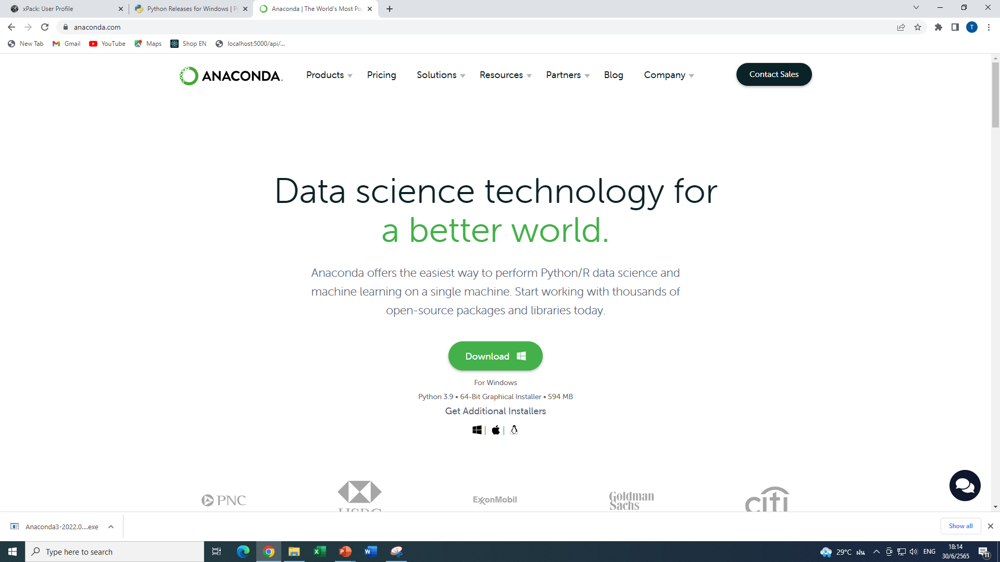 xPack: User Profile
Python Releases for Windows | Py
Anaconda | The World's Most Po
anaconda.com
T
New Tab
Gmail
YouTube
Maps
Shop EN
localhost:5000/api/...
ANACONDA.
Products
Pricing
Solutions
Resources
Partners
Blog
Company
Contact Sales
Data science technology for
a better world.
Anaconda offers the easiest way to perform Python/R data science and
machine learning on a single machine. Start working with thousands of
open-source packages and libraries today.
Download
For Windows
Python 3.9 • 64-Bit Graphical Installer • 594 MB
Get Additional Installers
PNC
HSBC
ExxonMobil
Goldman
Sachs
citi
Anaconda3-2022.0....exe
Show all
Type here to search
29°C ฝน
ENG
18:14
30/6/2565
11